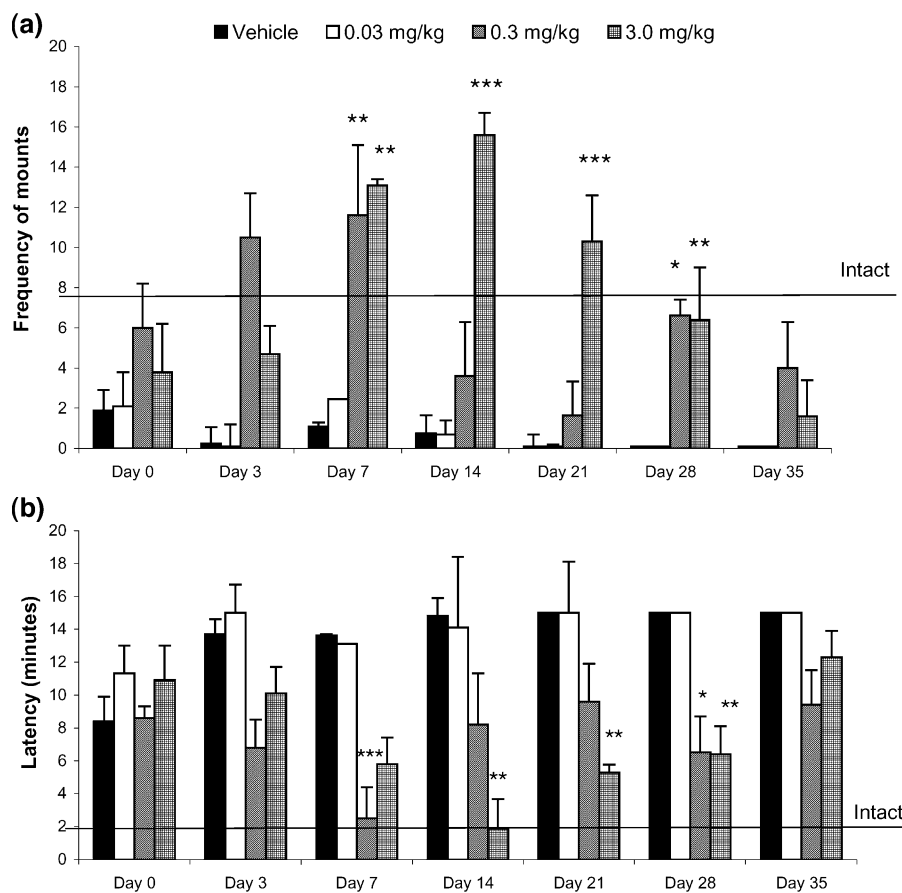 (a)
Vehicle 0.03 mg/kg 0.3 mg/kg 3.0 mg/kg
Frequency of mounts
20
18
16
14
12
10
8
6
4
2
0
** ** *** *** * **
Intact
Day 0 Day 3 Day 7 Day 14 Day 21 Day 28 Day 35
(b)
Latency (minutes)
20
18
16
14
12
10
8
6
4
2
0
*** ** ** * **
Intact
Day 0 Day 3 Day 7 Day 14 Day 21 Day 28 Day 35